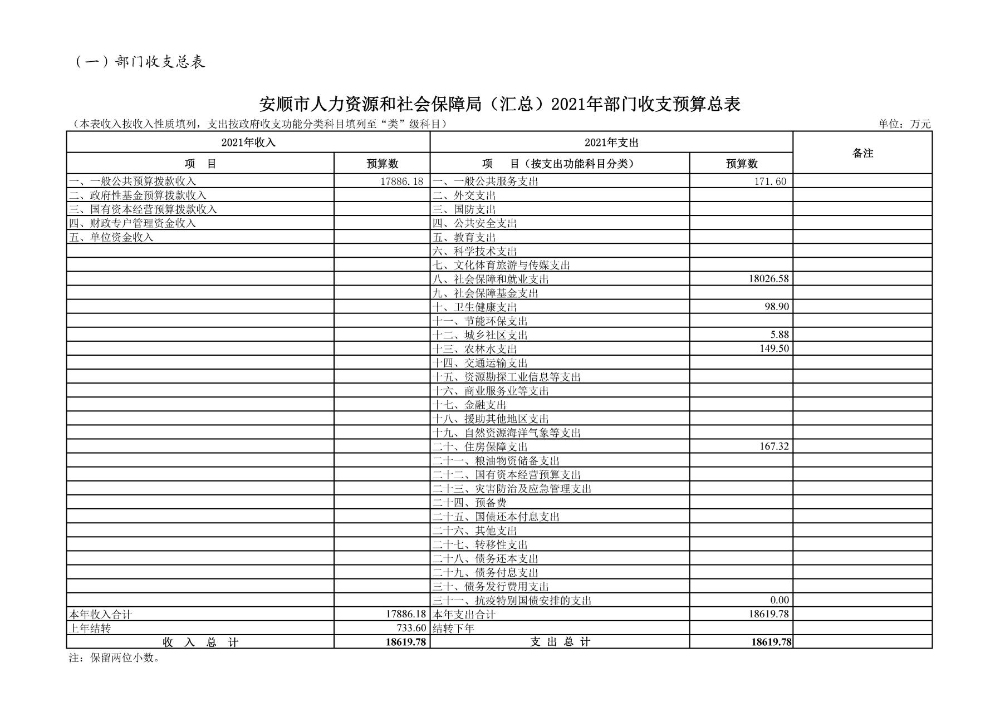 （一）部门收支总表
安顺市人力资源和社会保障局（汇总）2021年部门收支预算总表
（本表收入按收入性质填列，支出按政府收支功能分类科目填列至“类”级科目） 单位：万元
2021年收入 2021年支出 备注
项 目 预算数 项 目（按支出功能科目分类） 预算数
一、一般公共预算拨款收入 17886.18 一、一般公共服务支出 171.60
二、政府性基金预算拨款收入 二、外交支出
三、国有资本经营预算拨款收入 三、国防支出
四、财政专户管理资金收入 四、公共安全支出
五、单位资金收入 五、教育支出
六、科学技术支出
七、文化体育旅游与传媒支出
八、社会保障和就业支出 18026.58
九、社会保障基金支出
十、卫生健康支出 98.90
十一、节能环保支出
十二、城乡社区支出 5.88
十三、农林水支出 149.50
十四、交通运输支出
十五、资源勘探工业信息等支出
十六、商业服务业等支出
十七、金融支出
十八、援助其他地区支出
十九、自然资源海洋气象等支出
二十、住房保障支出 167.32
二十一、粮油物资储备支出
二十二、国有资本经营预算支出
二十三、灾害防治及应急管理支出
二十四、预备费
二十五、国债还本付息支出
二十六、其他支出
二十七、转移性支出
二十八、债务还本支出
二十九、债务付息支出
三十、债务发行费用支出
三十一、抗疫特别国债安排的支出 0.00
本年收入合计 17886.18 本年支出合计 18619.78
上年结转 733.60 结转下年
收 入 总 计 18619.78 支 出 总 计 18619.78
注：保留两位小数。